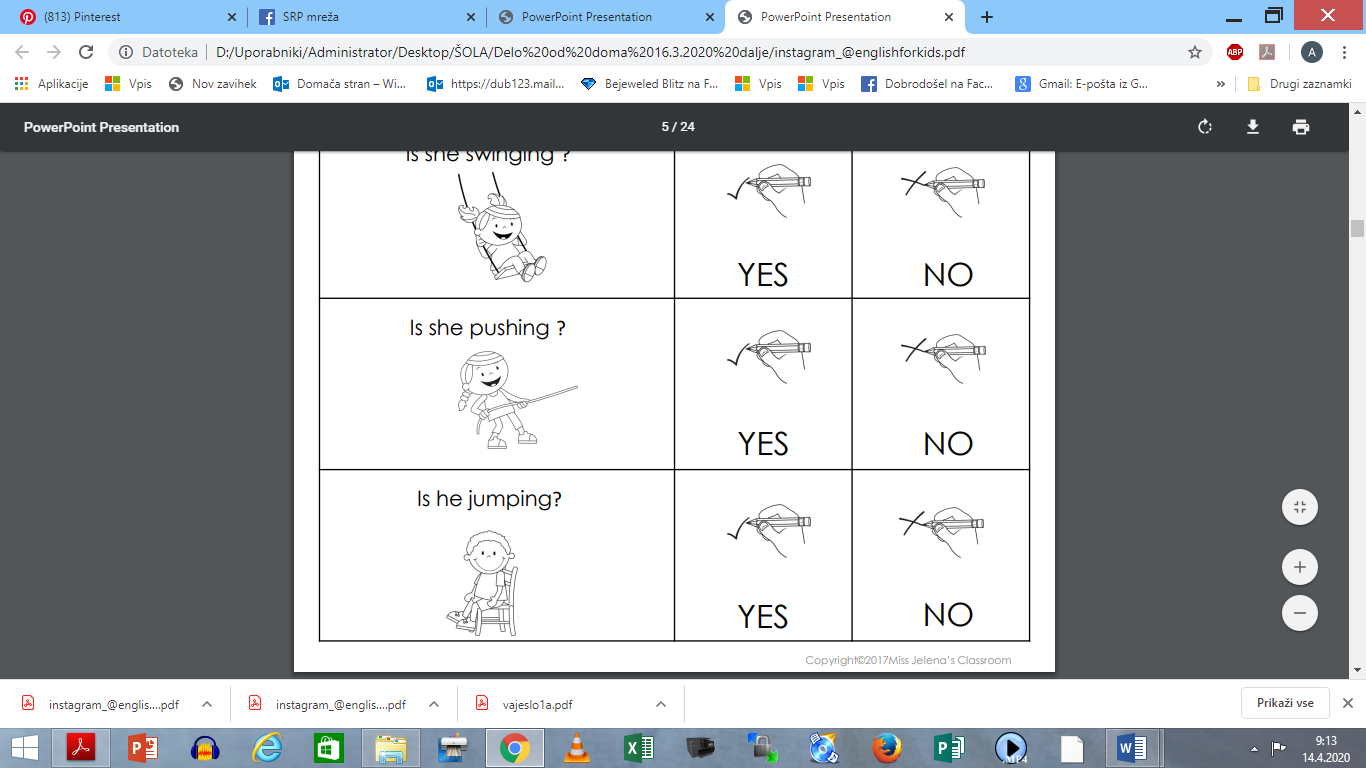 (813) Pinterest
SRP mreža
PowerPoint Presentation
PowerPoint Presentation
Datoteka
D:/Uporabniki/Administrator/Desktop/ŠOLA/Delo%20od%20doma%2016.3.2020%20dalje/instagram_@englishforkids.pdf
ABP
A
Aplikacije
Vpis
Nov zavihek
Domača stran – Wi...
https://dub123.mail...
Bejeweled Blitz na F...
Vpis
Vpis
Dobrodošel na Fac...
Gmail: E-pošta iz G...
»
Drugi zaznamki
PowerPoint Presentation
5 / 24
Is she swinging ?
YES
NO
Is she pushing ?
YES
NO
Is he jumping?
YES
NO
Copyright©2017Miss Jelena's Classroom
instagram_@englis....pdf
instagram_@englis....pdf
vajeslo1a.pdf
Prikaži vse
MP4
9:13
14.4.2020